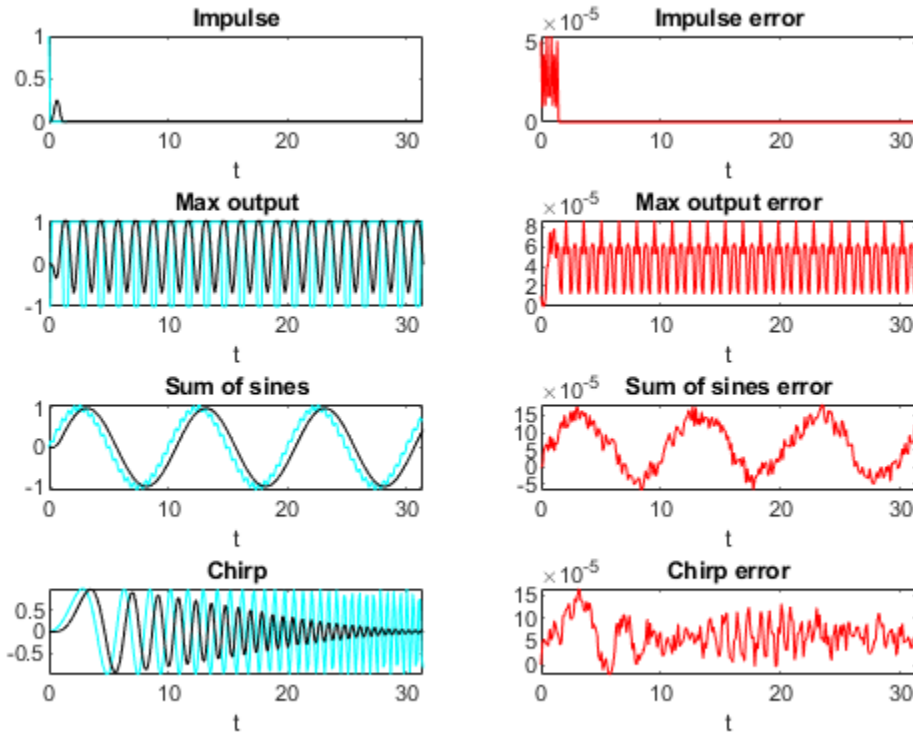 Impulse
1
0.5
0
0 10 20 30
t
Impulse error
×10⁻⁵
5
0
0 10 20 30
t
Max output
1
0
-1
0 10 20 30
t
Max output error
×10⁻⁵
8
6
4
2
0
0 10 20 30
t
Sum of sines
1
0
-1
0 10 20 30
t
Sum of sines error
×10⁻⁵
15
10
5
0
-5
0 10 20 30
t
Chirp
0.5
0
-0.5
0 10 20 30
t
Chirp error
×10⁻⁵
15
10
5
0
0 10 20 30
t